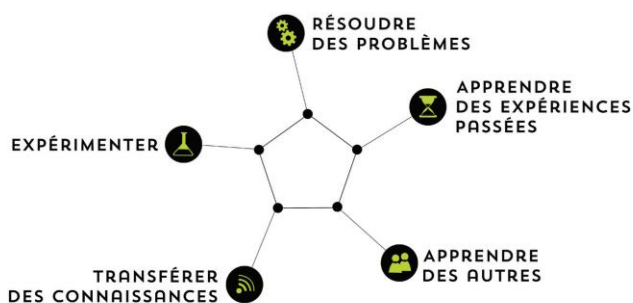 RÉSOUDRE
DES PROBLÈMES
APPRENDRE
DES EXPÉRIENCES
PASSÉES
EXPÉRIMENTER
APPRENDRE
DES AUTRES
TRANSFÉRER
DES CONNAISSANCES